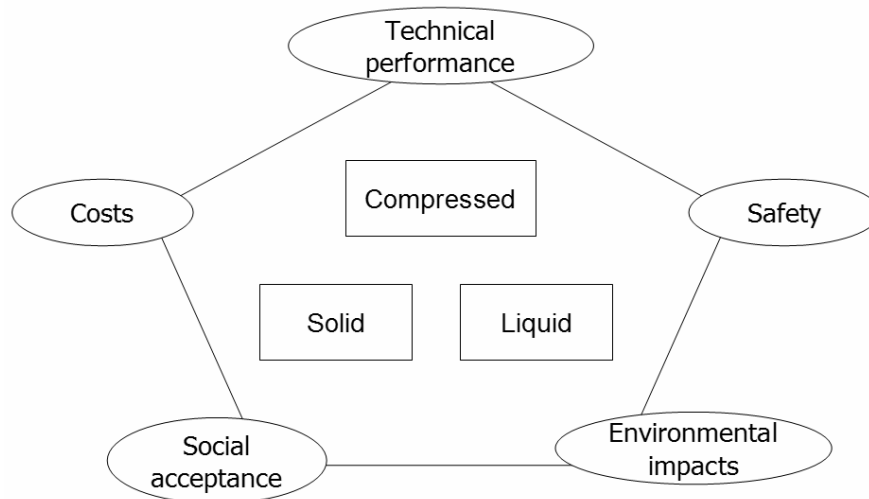 Technical
performance
Compressed
Costs
Safety
Solid
Liquid
Social
acceptance
Environmental
impacts